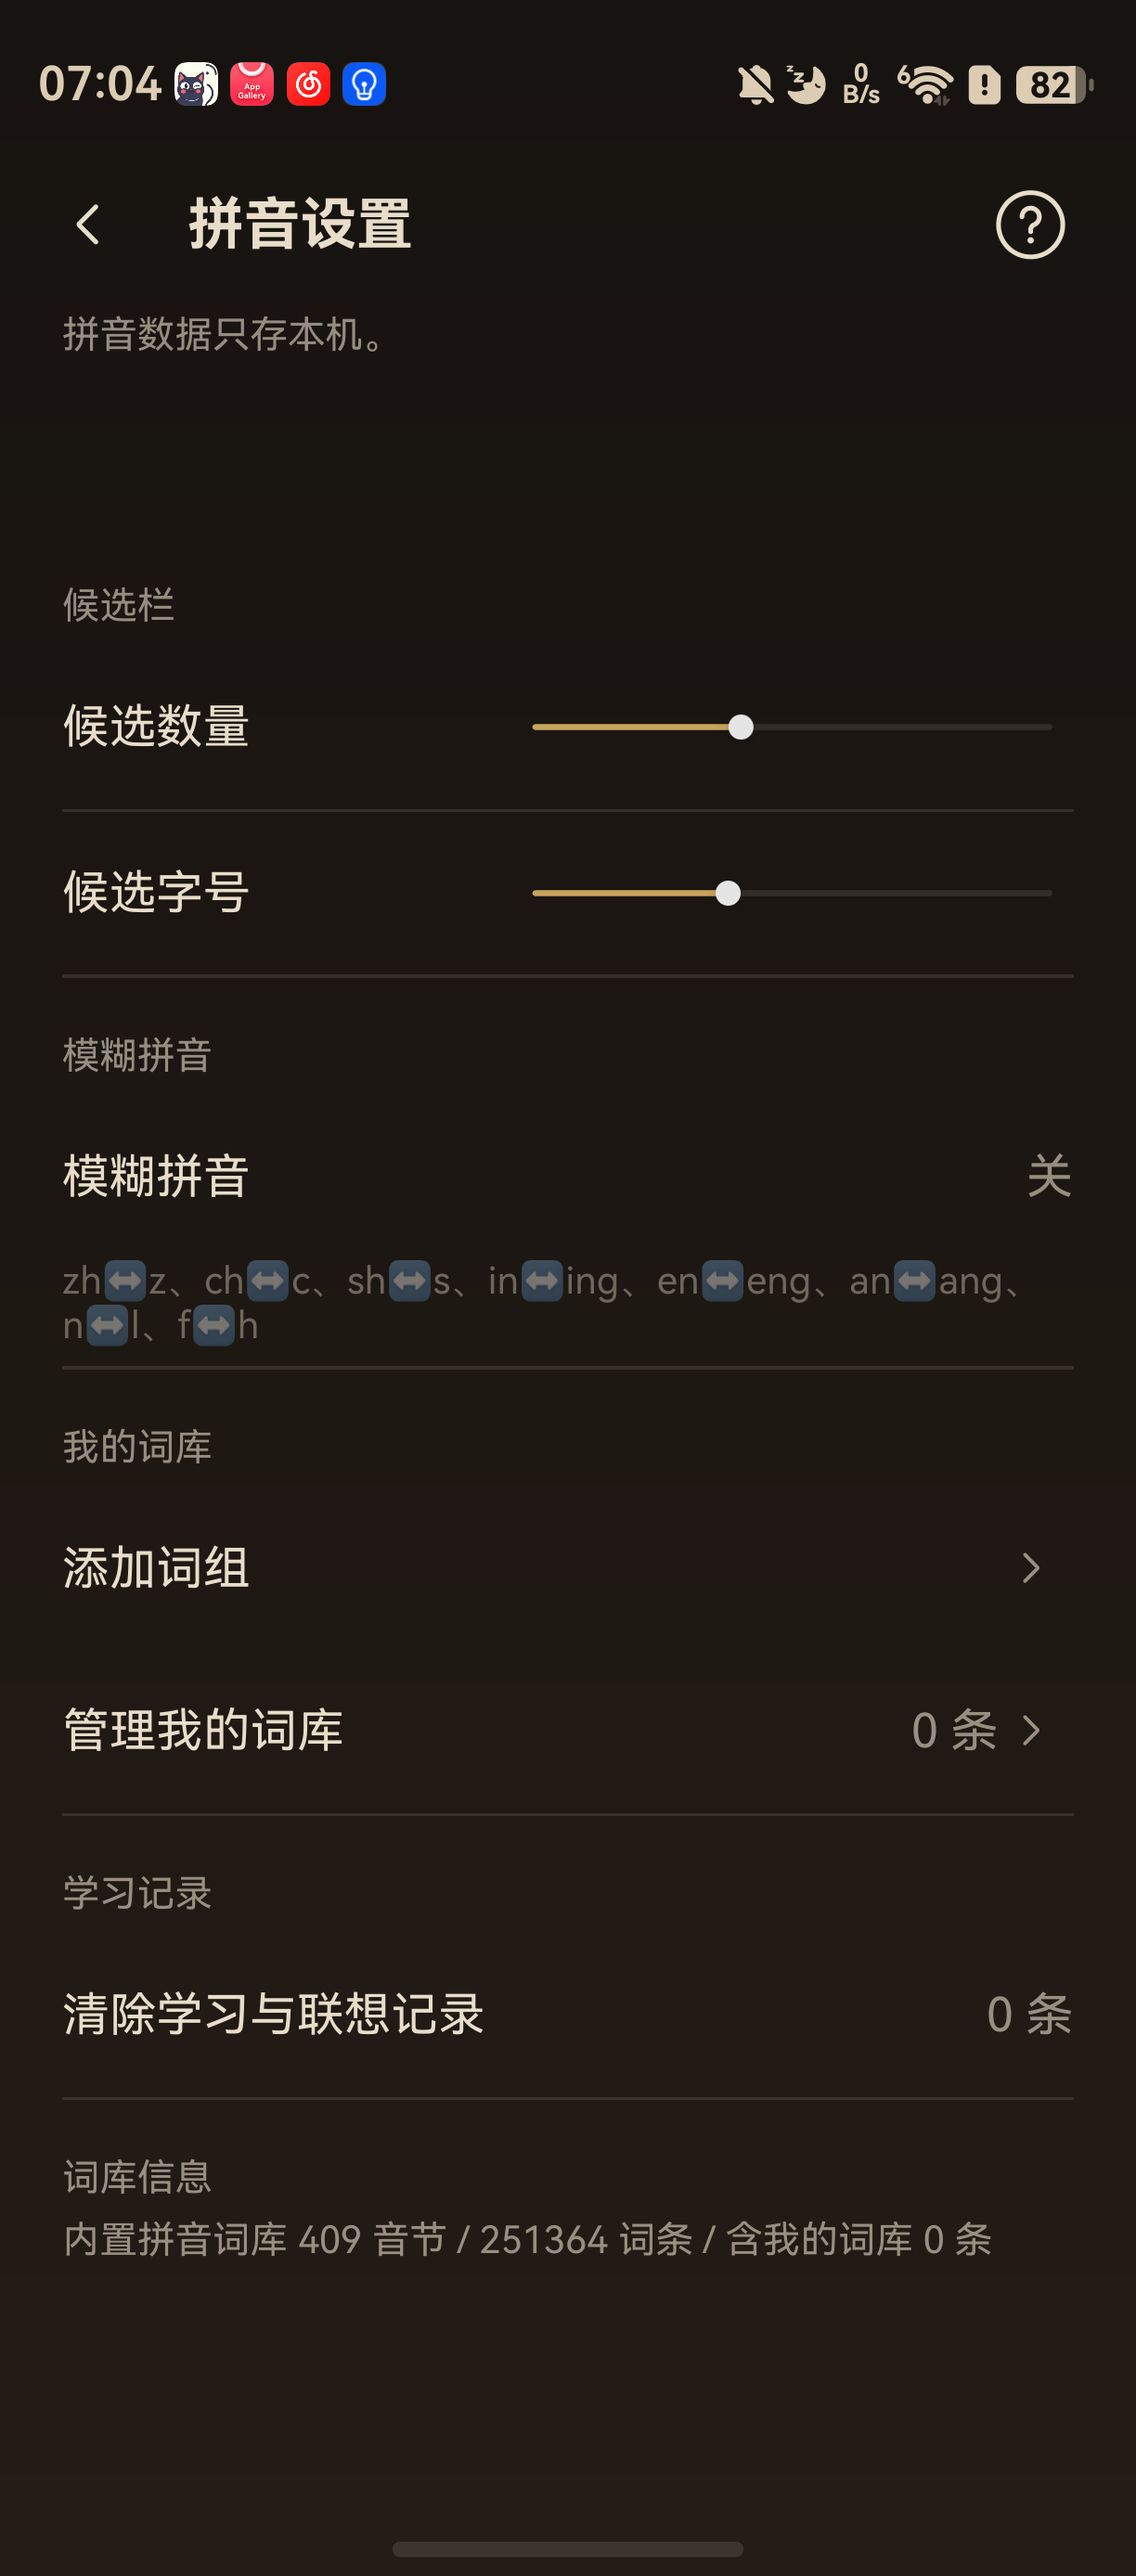 07:04
App
Gallery
0
B/s
6
82
拼音设置
拼音数据只存本机。
候选栏
候选数量
候选字号
模糊拼音
模糊拼音 关
zh↔️z、ch↔️c、sh↔️s、in↔️ing、en↔️eng、an↔️ang、
n↔️l、f↔️h
我的词库
添加词组
管理我的词库 0 条
学习记录
清除学习与联想记录 0 条
词库信息
内置拼音词库 409 音节 / 251364 词条 / 含我的词库 0 条